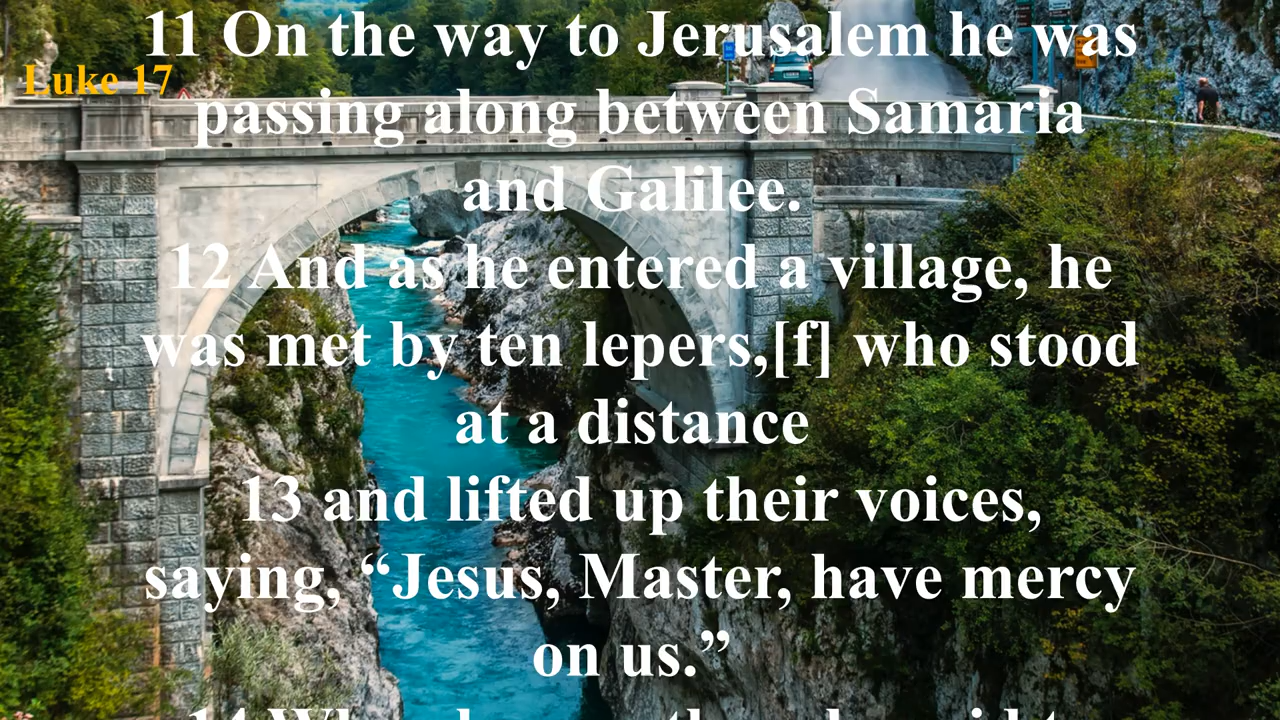 11 On the way to Jerusalem he was
Luke 17
passing along between Samaria
and Galilee.
12 And as he entered a village, he
was met by ten lepers,[f] who stood
at a distance
13 and lifted up their voices,
saying, “Jesus, Master, have mercy
on us.”